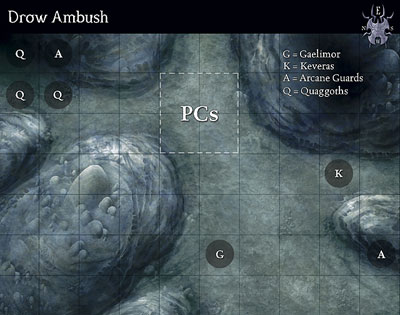 Drow Ambush
E
N S
Q A
G = Gaelimor
K = Keveras
A = Arcane Guards
Q = Quaggoths
Q Q
PCs
K
G
A